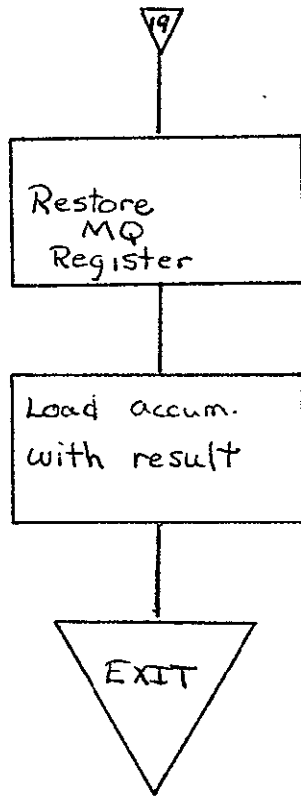 19
Restore
MQ
Register
Load accum.
with result
EXIT